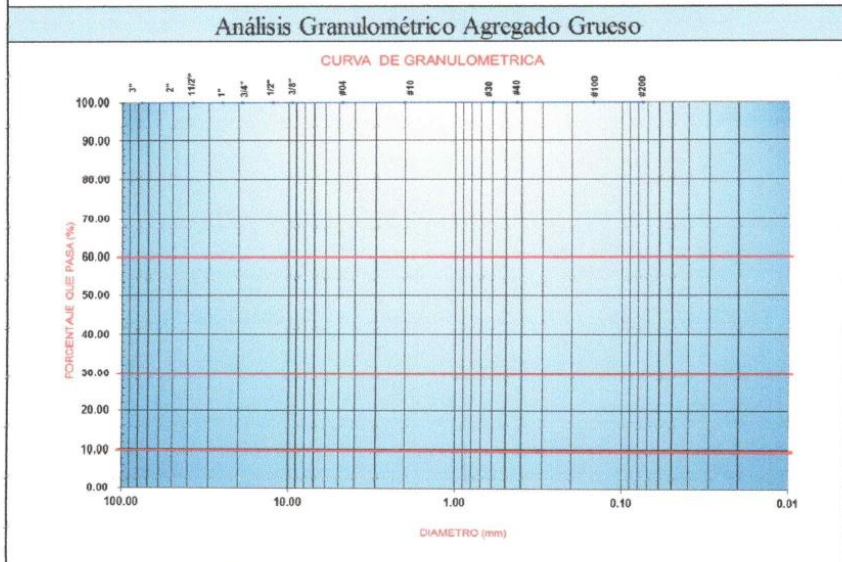 Análisis Granulométrico Agregado Grueso
CURVA DE GRANULOMETRICA
3" 2" 11/2" 1" 3/4" 1/2" 3/8" #04 #10 #30 #40 #100 #200
PORCENTAJE QUE PASA (%)
100.00
90.00
80.00
70.00
60.00
50.00
40.00
30.00
20.00
10.00
0.00
100.00 10.00 1.00 0.10 0.01
DIAMETRO (mm)